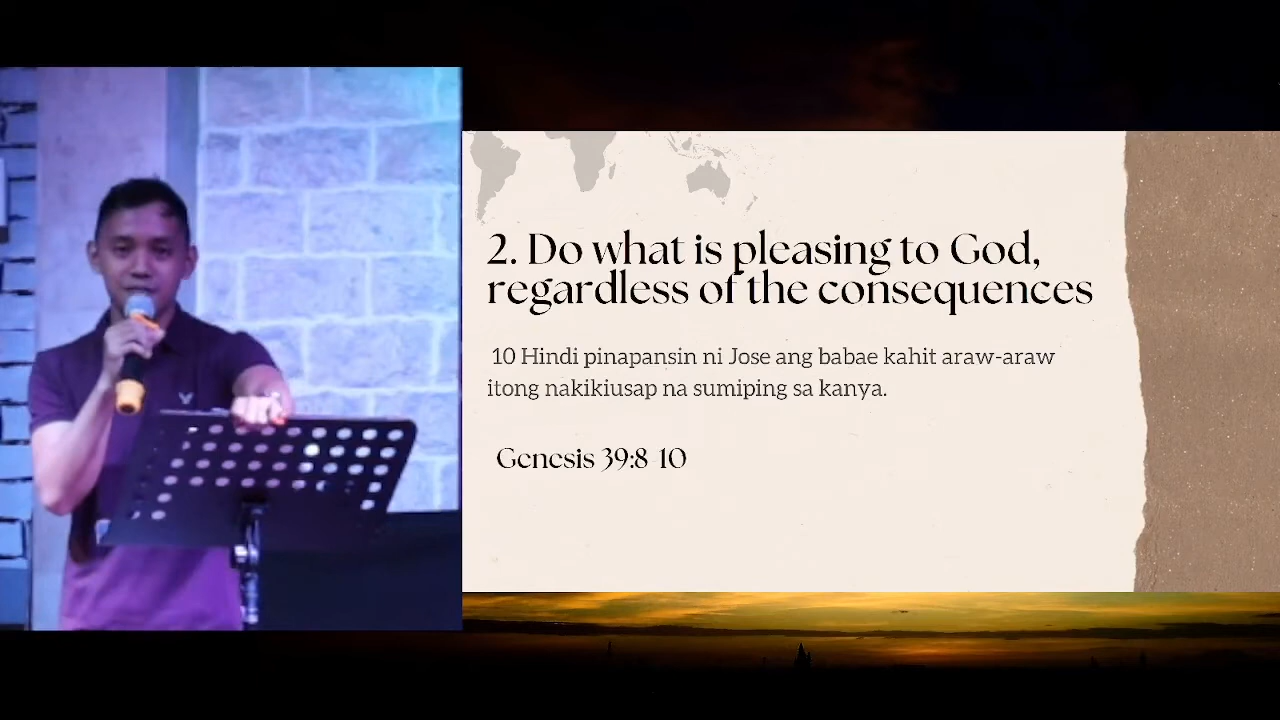 2. Do what is pleasing to God,
regardless of the consequences
10 Hindi pinapansin ni Jose ang babae kahit araw-araw
itong nakikiusap na sumiping sa kanya.
Genesis 39:8-10